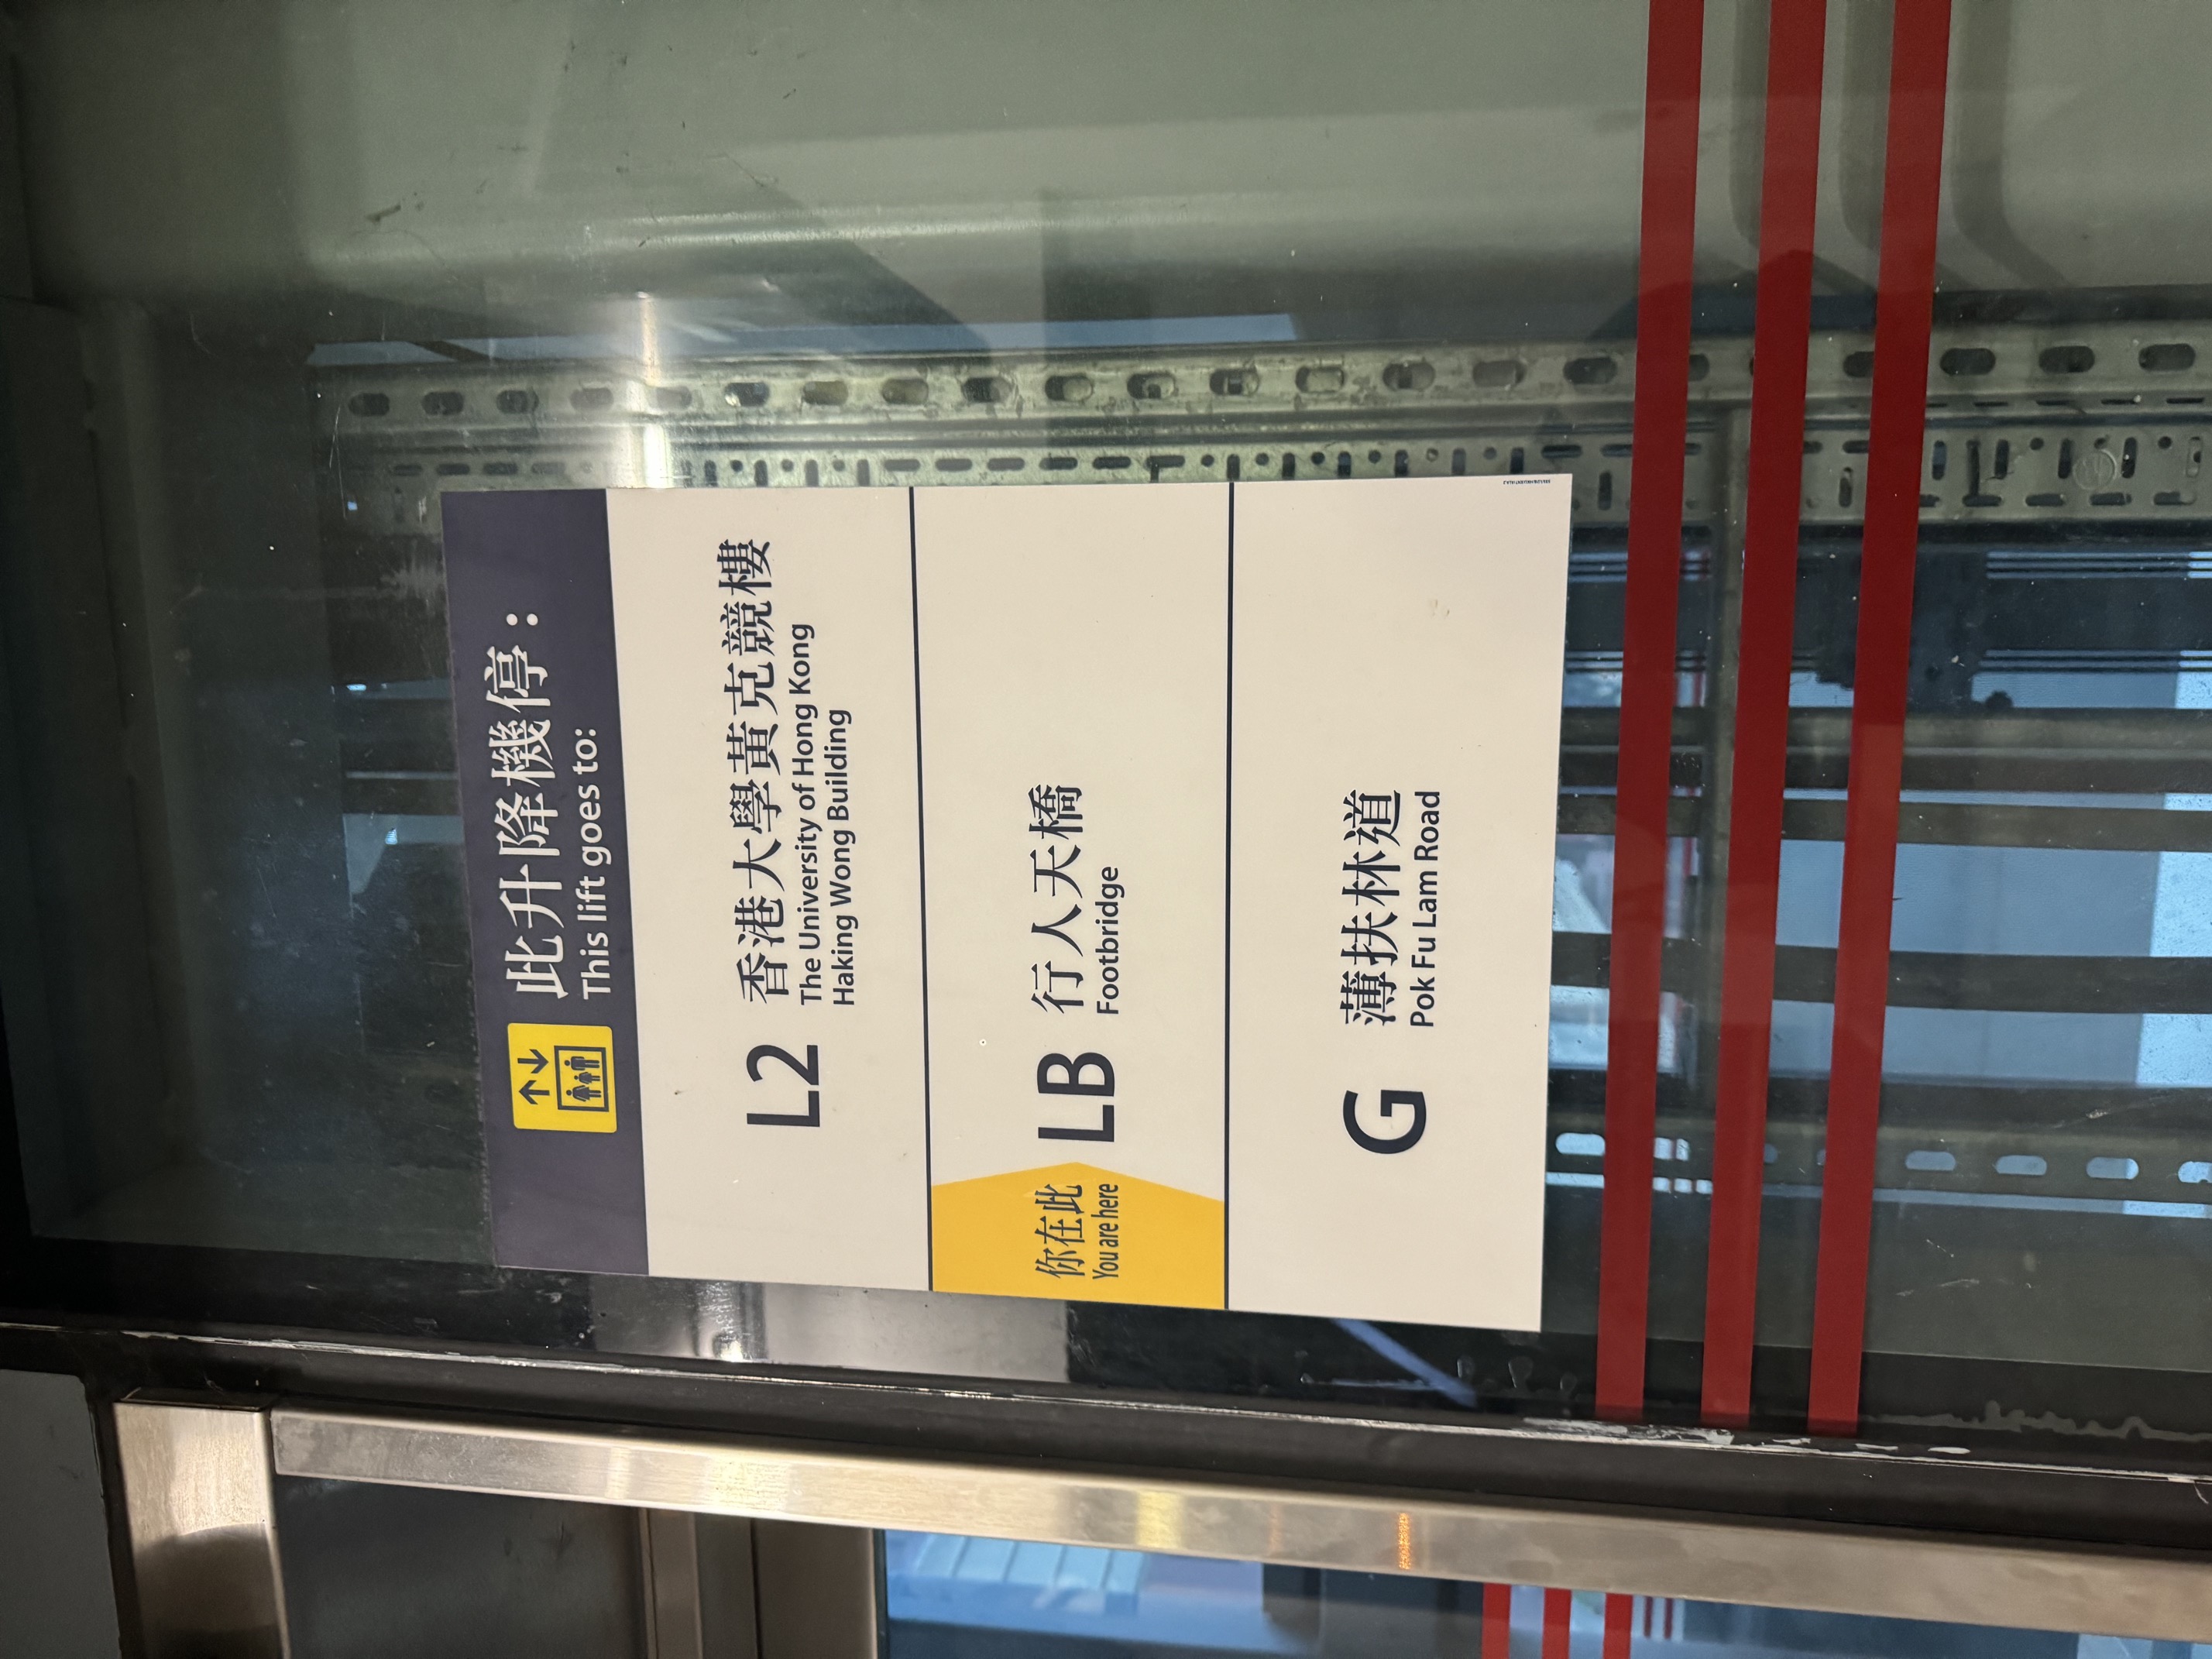 此升降機停：
This lift goes to:
L2 香港大學黃克競樓
The University of Hong Kong
Haking Wong Building
你在此
You are here
LB 行人天橋
Footbridge
G 薄扶林道
Pok Fu Lam Road